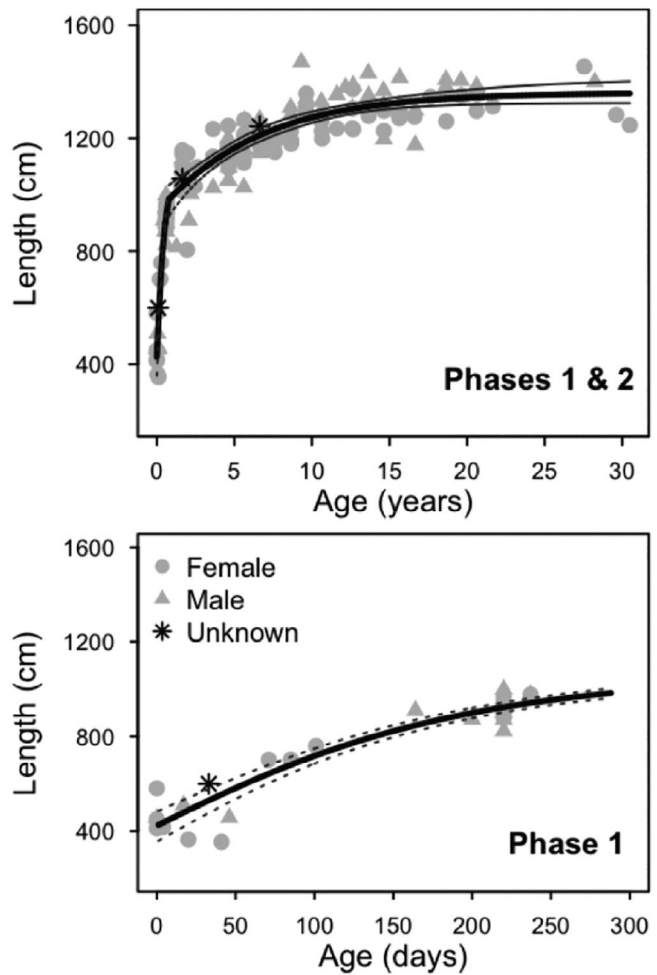 1600
1200
800
400
Length (cm)
Phases 1 & 2
0 5 10 15 20 25 30
Age (years)
1600
1200
800
400
Length (cm)
Female
Male
Unknown
Phase 1
0 50 100 150 200 250 300
Age (days)